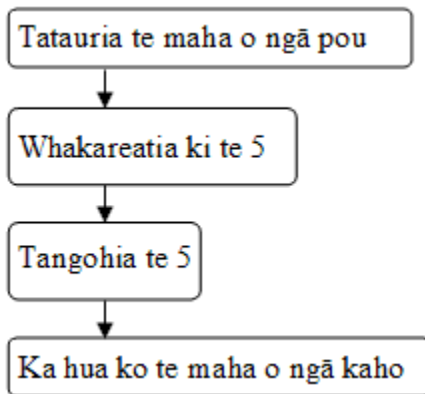 Tatauria te maha o ngā pou
Whakareatia ki te 5
Tangohia te 5
Ka hua ko te maha o ngā kaho